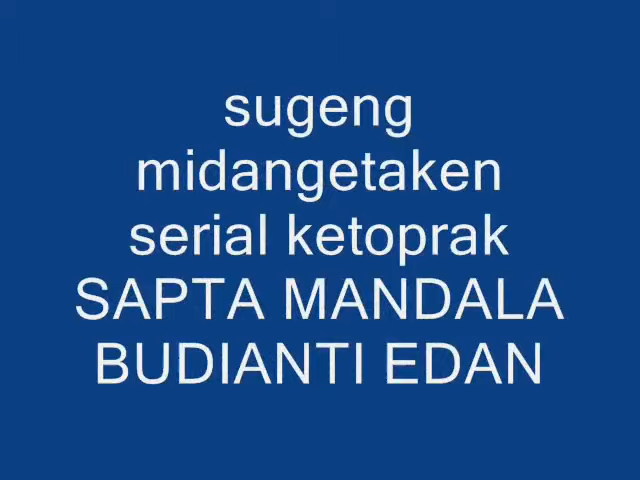 sugeng
midangetaken
serial ketoprak
SAPTA MANDALA
BUDIANTI EDAN